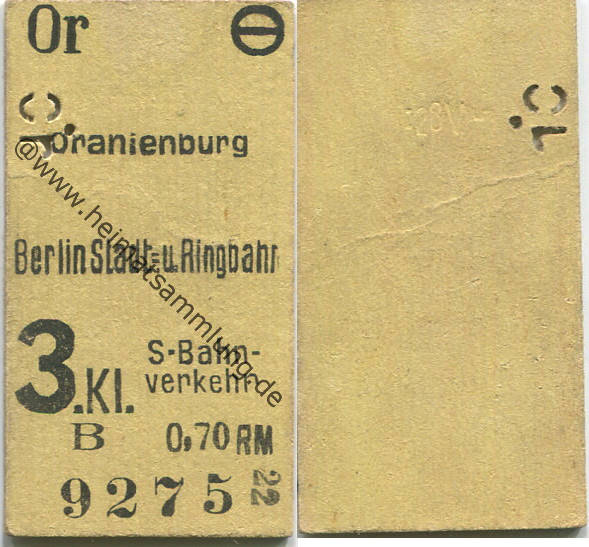 Or
Oranienburg
Berlin Stadt-u. Ringbahn
3.Kl.
S-Bahn-
verkehr
B 0,70 RM
9275
22
@www.heimatsammlung.de